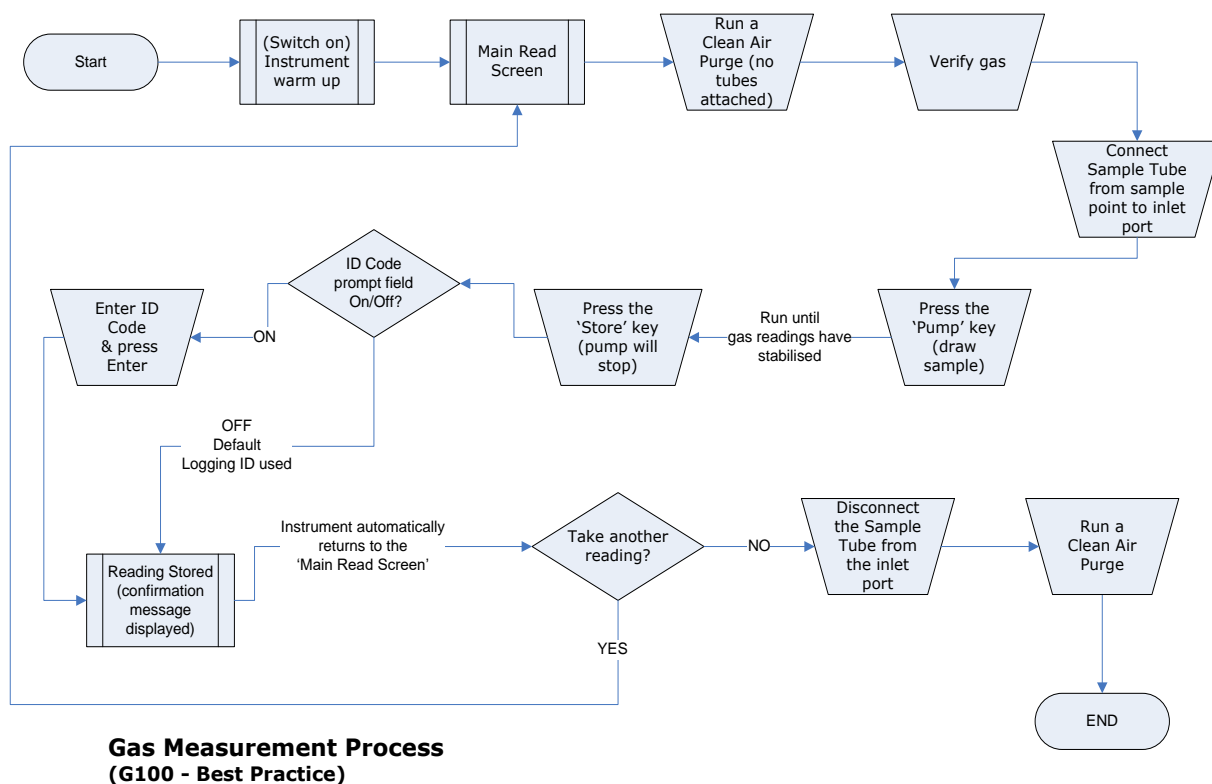 Start
(Switch on)
Instrument
warm up
Main Read
Screen
Run a
Clean Air
Purge (no
tubes
attached)
Verify gas
Connect
Sample Tube
from sample
point to inlet
port
Press the
‘Pump’ key
(draw
sample)
Run until
gas readings have
stabilised
Press the
‘Store’ key
(pump will
stop)
ID Code
prompt field
On/Off?
ON
Enter ID
Code
& press
Enter
OFF
Default
Logging ID used
Reading Stored
(confirmation
message
displayed)
Instrument automatically
returns to the
‘Main Read Screen’
Take another
reading?
NO
YES
Disconnect
the Sample
Tube from
the inlet
port
Run a
Clean Air
Purge
END
Gas Measurement Process
(G100 - Best Practice)